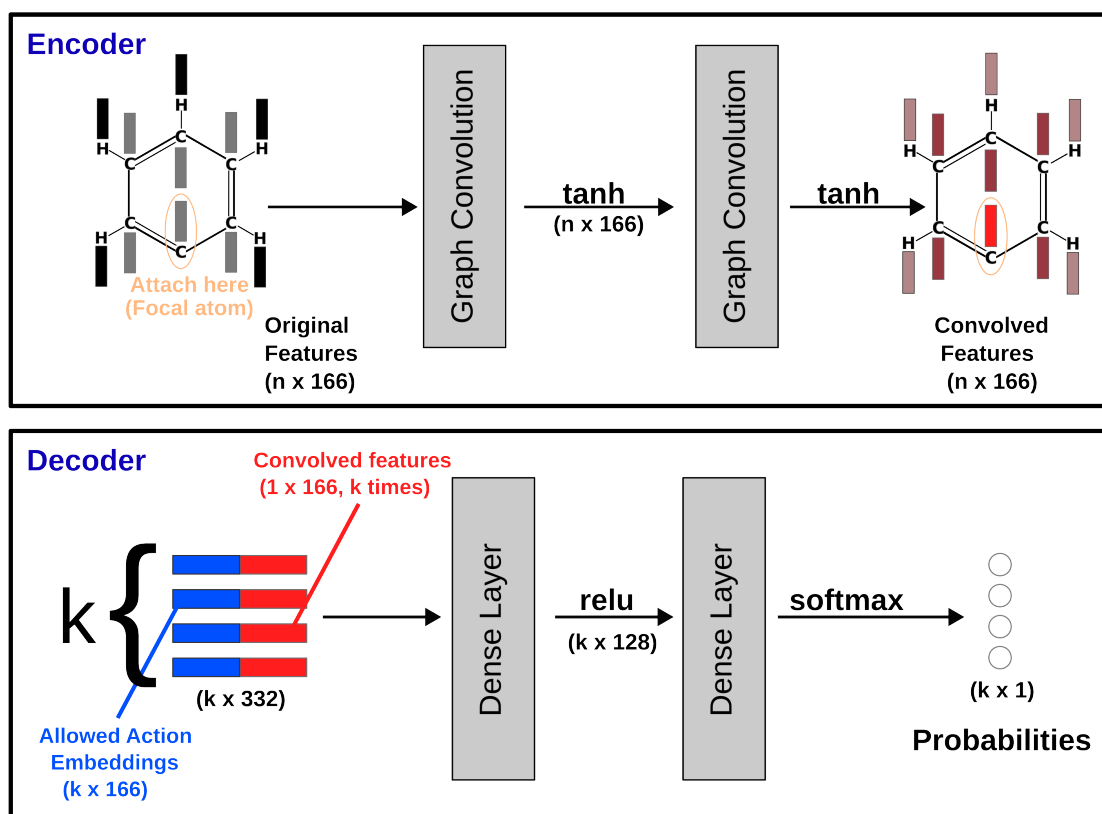 Encoder
H
H
H
C
C
C
C
C
C
H
H
Attach here
(Focal atom)
Original
Features
(n x 166)
Graph Convolution
tanh
(n x 166)
Graph Convolution
tanh
H
H
H
C
C
C
C
C
C
H
H
Convolved
Features
(n x 166)
Decoder
Convolved features
(1 x 166, k times)
k {
(k x 332)
Allowed Action
Embeddings
(k x 166)
Dense Layer
relu
(k x 128)
Dense Layer
softmax
(k x 1)
Probabilities